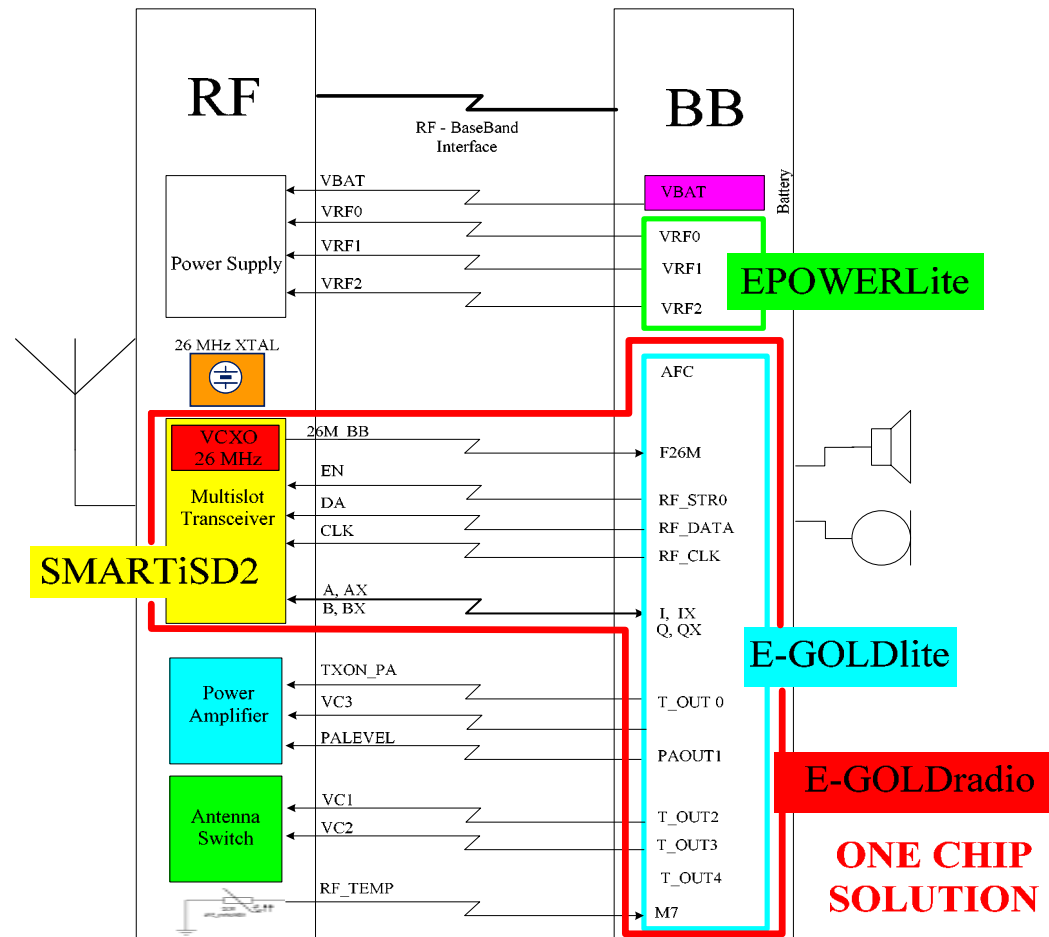 RF
BB
RF - BaseBand
Interface
Battery
VBAT
VRF0
VRF1
VRF2
Power Supply
VBAT
VRF0
VRF1
VRF2
EPOWERLite
26 MHz XTAL
VCXO
26 MHz
Multislot
Transceiver
SMARTiSD2
26M_BB
EN
DA
CLK
A, AX
B, BX
AFC
F26M
RF_STR0
RF_DATA
RF_CLK
I, IX
Q, QX
E-GOLDlite
Power
Amplifier
TXON_PA
VC3
PALEVEL
T_OUT 0
PAOUT1
E-GOLDradio
Antenna
Switch
VC1
VC2
T_OUT2
T_OUT3
T_OUT4
RF_TEMP
M7
ONE CHIP
SOLUTION